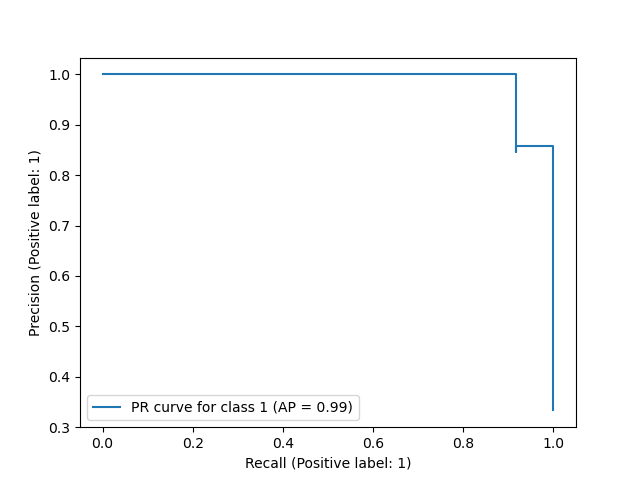 1.0
0.9
0.8
0.7
0.6
0.5
0.4
0.3
Precision (Positive label: 1)
PR curve for class 1 (AP = 0.99)
0.0 0.2 0.4 0.6 0.8 1.0
Recall (Positive label: 1)